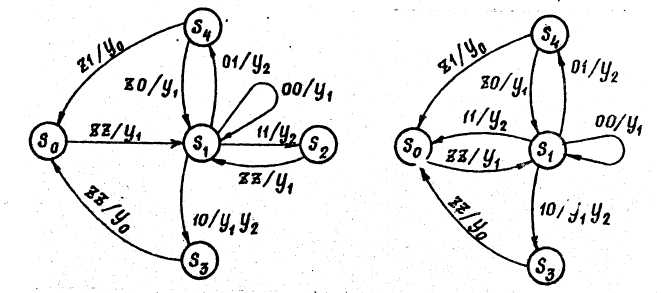 S₄
z1/y₀
z0/y₁
01/y₂
00/y₁
S₀
zz/y₁
S₁
11/y₂
S₂
zz/y₁
zz/y₀
10/y₁y₂
S₃
S₄
z1/y₀
z0/y₁
01/y₂
11/y₂
00/y₁
S₀
zz/y₁
S₁
zz/y₀
10/y₁y₂
S₃